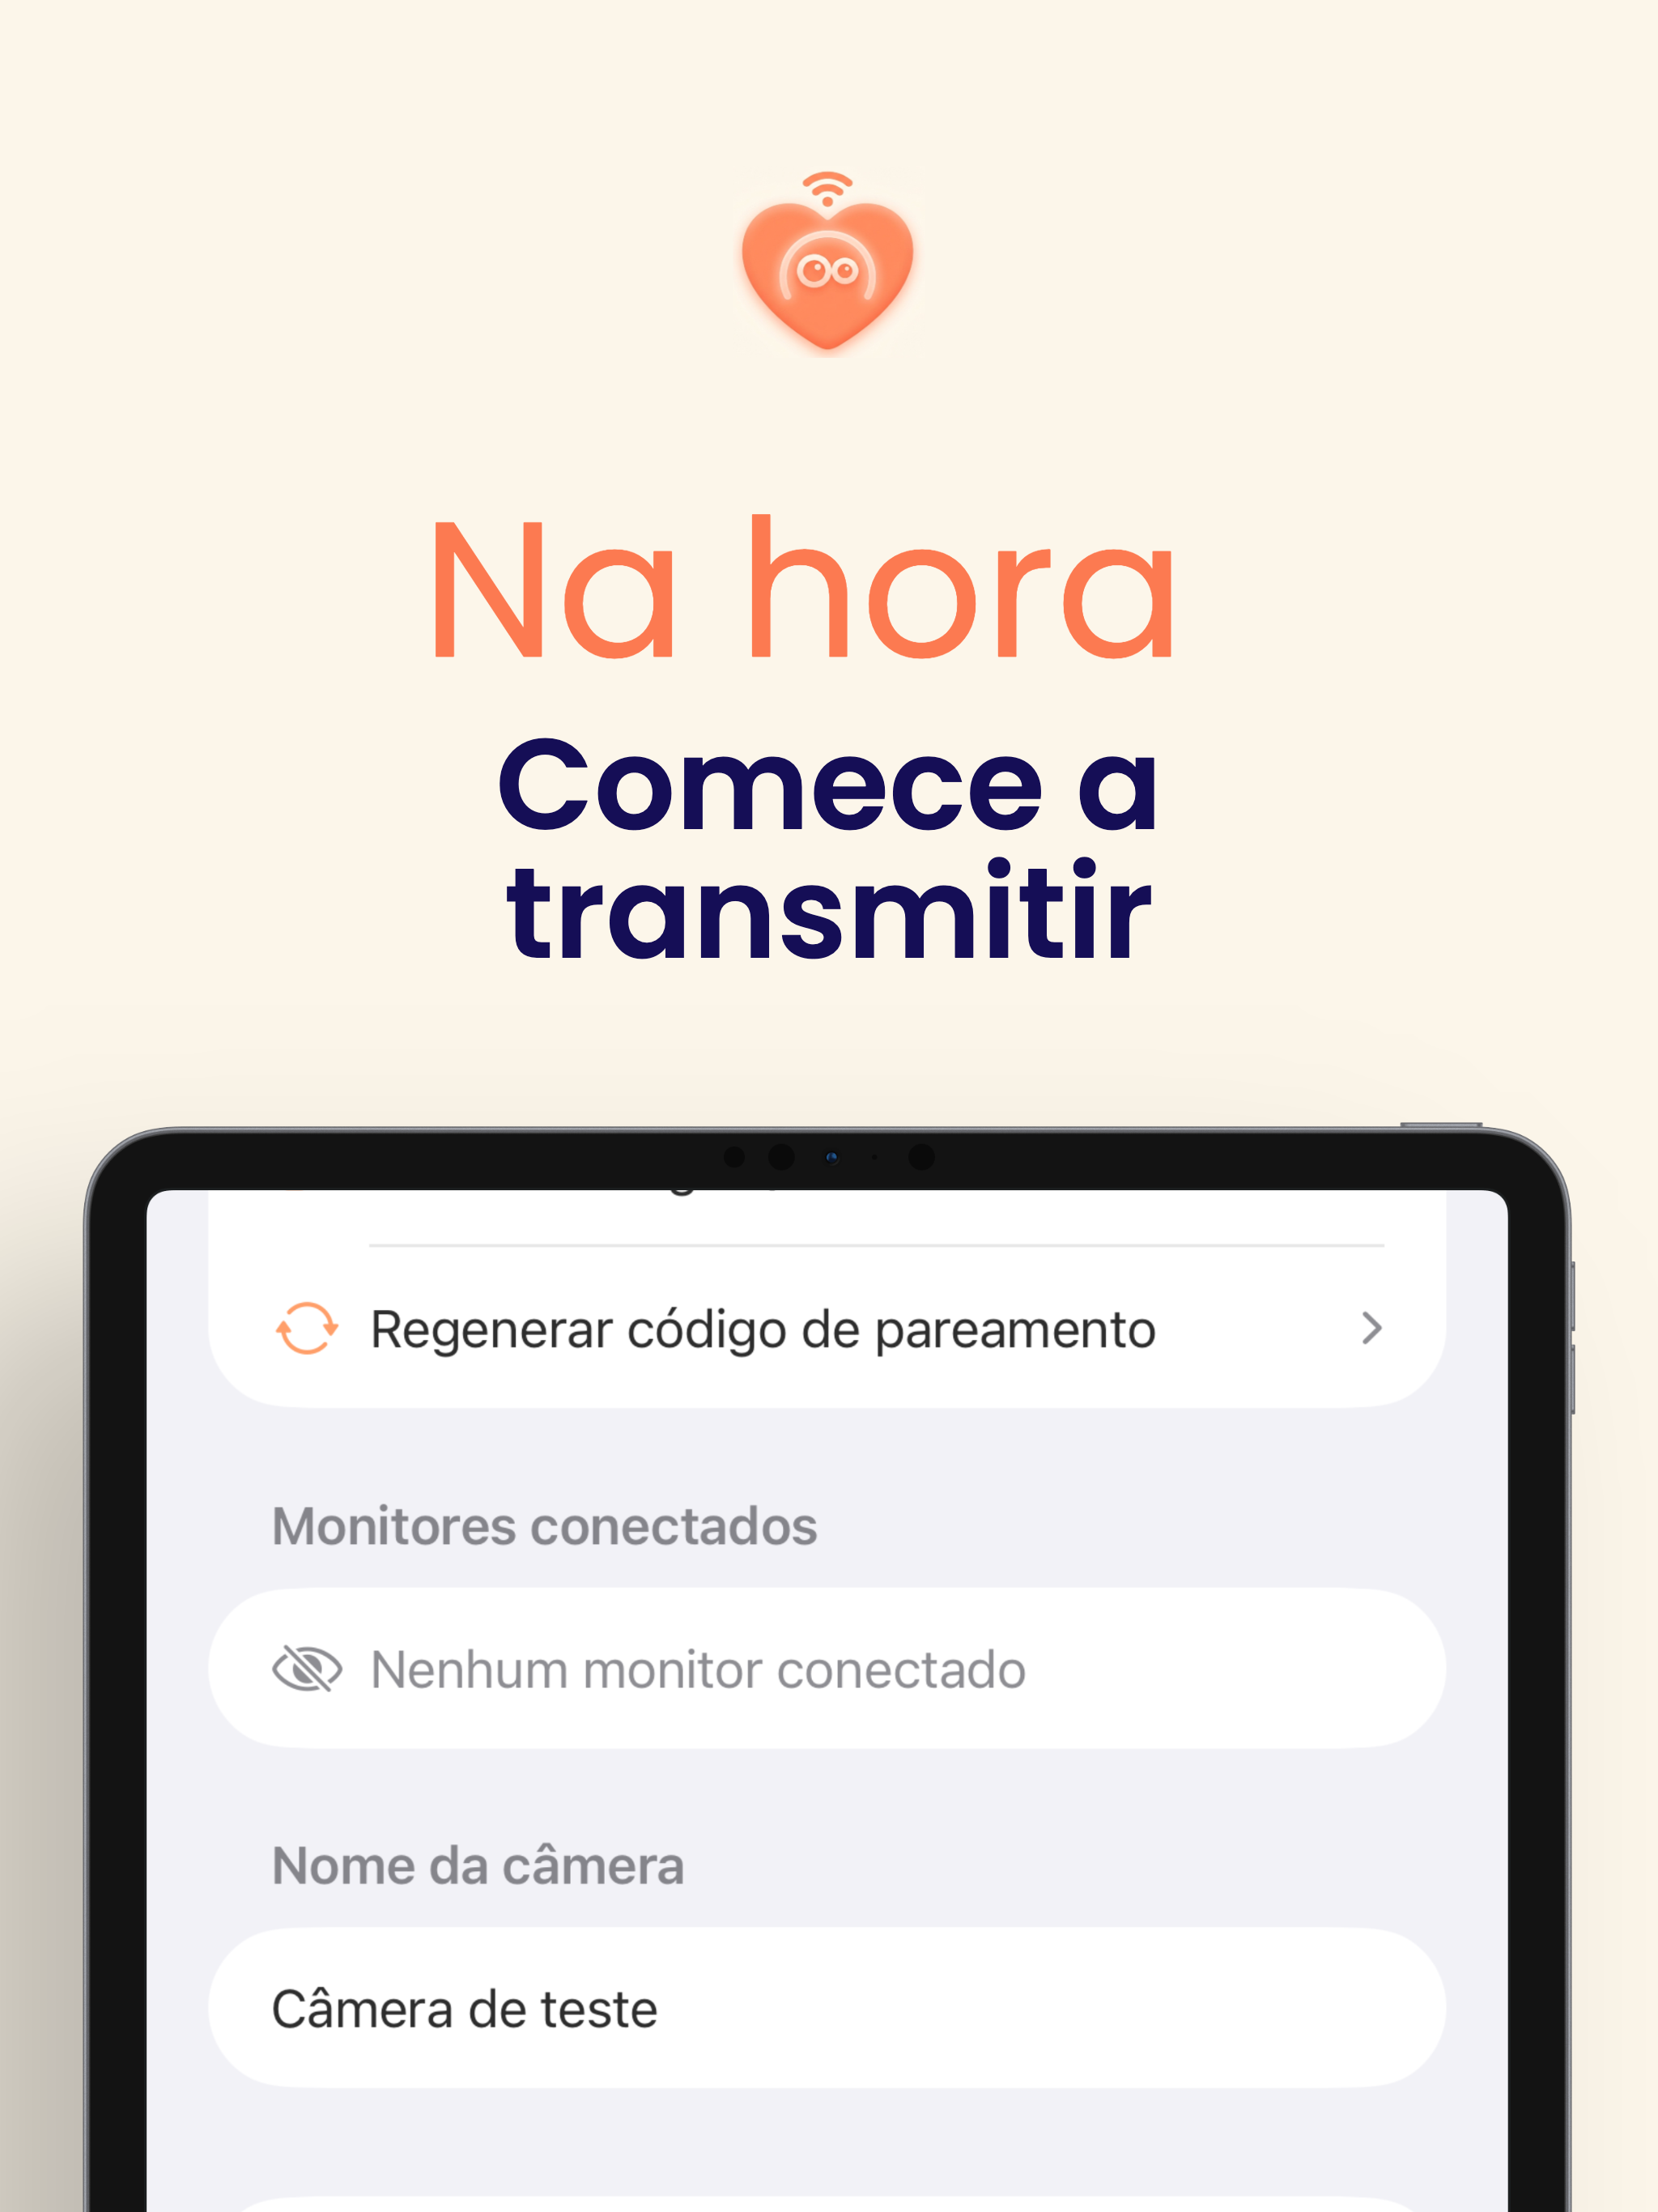 Na hora
Comece a
transmitir
Regenerar código de pareamento
Monitores conectados
Nenhum monitor conectado
Nome da câmera
Câmera de teste